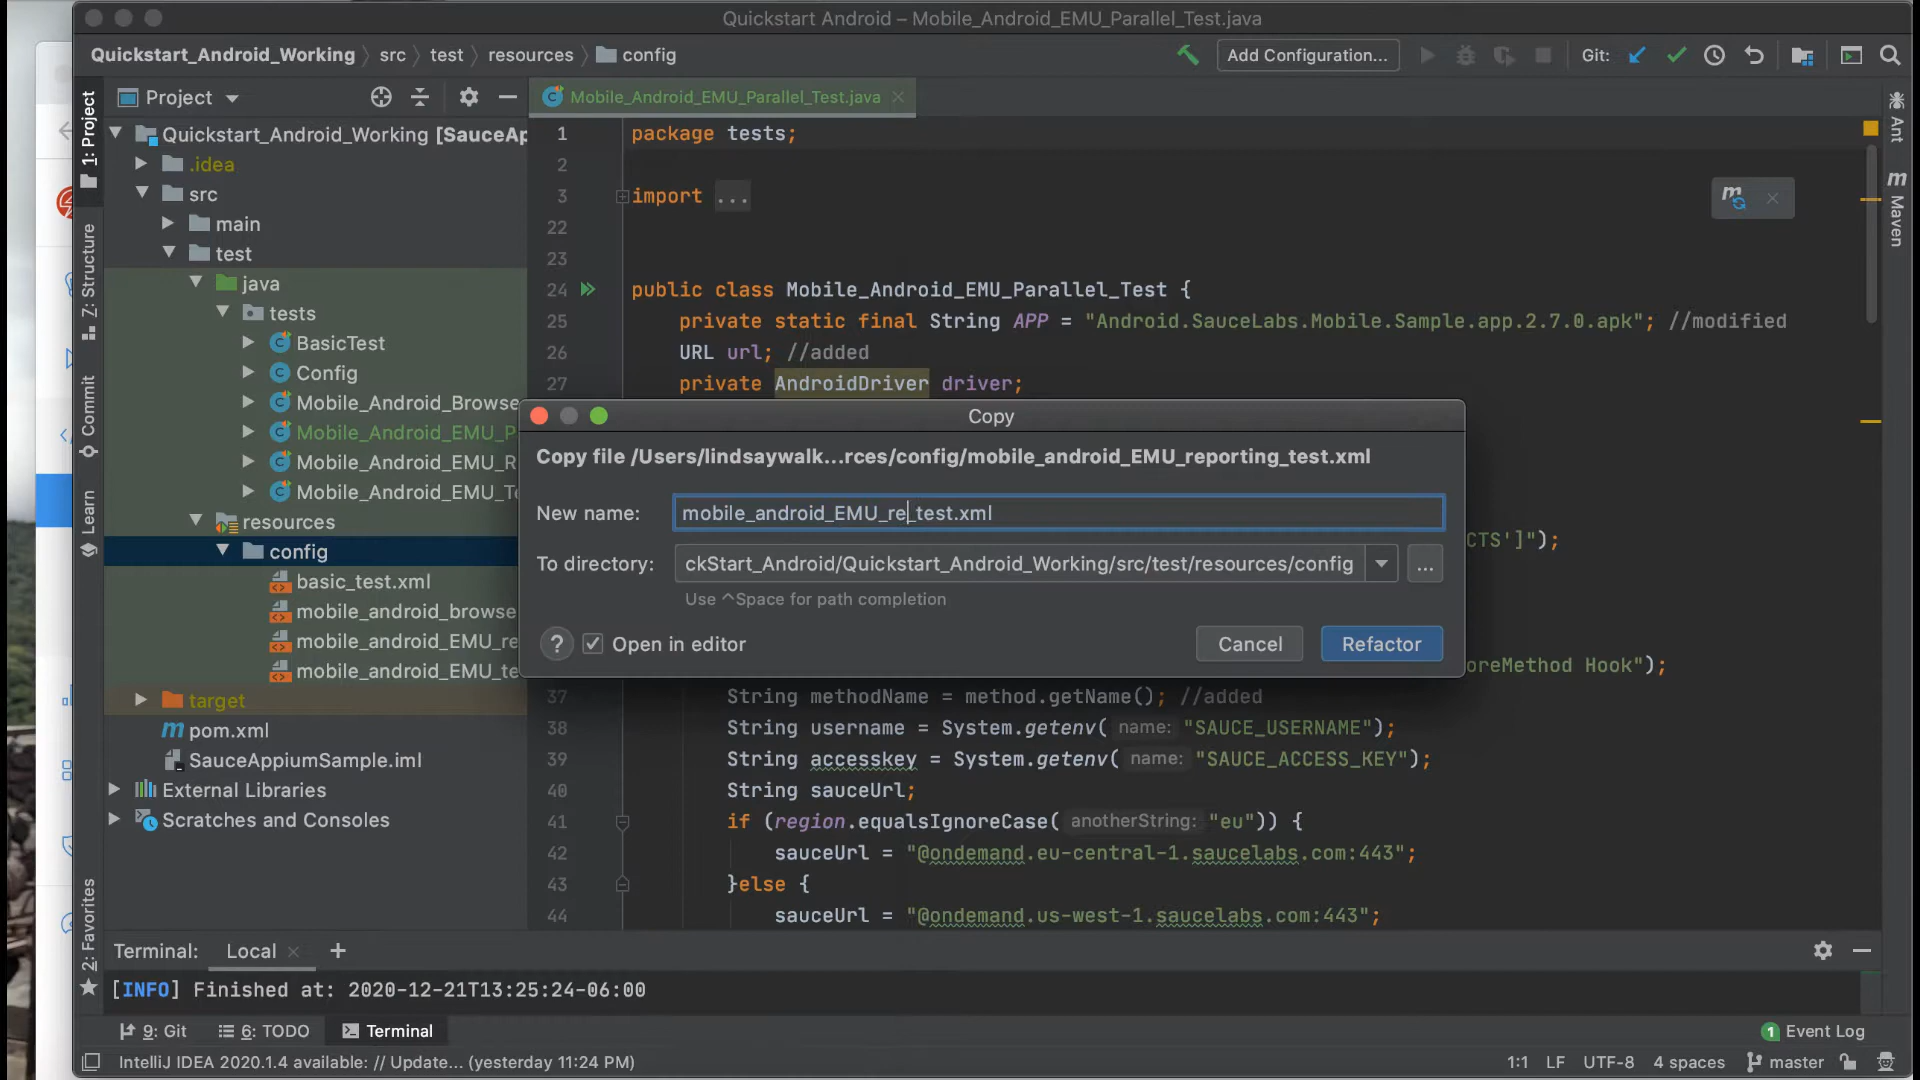 Quickstart Android – Mobile_Android_EMU_Parallel_Test.java
Quickstart_Android_Working src test resources config
Add Configuration...
Git:
1: Project
Project
Mobile_Android_EMU_Parallel_Test.java
Quickstart_Android_Working [SauceAp
.idea
src
main
test
java
tests
BasicTest
Config
Mobile_Android_Browse
Mobile_Android_EMU_P
Mobile_Android_EMU_R
Mobile_Android_EMU_Te
resources
config
basic_test.xml
mobile_android_browse
mobile_android_EMU_re
mobile_android_EMU_te
target
pom.xml
SauceAppiumSample.iml
External Libraries
Scratches and Consoles
Z: Structure
Commit
Learn
2: Favorites
Ant
Maven
1 package tests;
2
3 import ...
22
23
24 public class Mobile_Android_EMU_Parallel_Test {
25 private static final String APP = "Android.SauceLabs.Mobile.Sample.app.2.7.0.apk"; //modified
26 URL url; //added
27 private AndroidDriver driver;
Copy
Copy file /Users/lindsaywalk...rces/config/mobile_android_EMU_reporting_test.xml
New name: mobile_android_EMU_re_test.xml
To directory: ckStart_Android/Quickstart_Android_Working/src/test/resources/config ...
Use ^Space for path completion
? Open in editor
Cancel Refactor
CTS']");
oreMethod Hook");
37 String methodName = method.getName(); //added
38 String username = System.getenv( name: "SAUCE_USERNAME");
39 String accesskey = System.getenv( name: "SAUCE_ACCESS_KEY");
40 String sauceUrl;
41 if (region.equalsIgnoreCase( anotherString: "eu")) {
42 sauceUrl = "@ondemand.eu-central-1.saucelabs.com:443";
43 }else {
44 sauceUrl = "@ondemand.us-west-1.saucelabs.com:443";
Terminal: Local +
[INFO] Finished at: 2020-12-21T13:25:24-06:00
9: Git 6: TODO Terminal
1 Event Log
IntelliJ IDEA 2020.1.4 available: // Update... (yesterday 11:24 PM)
1:1 LF UTF-8 4 spaces master